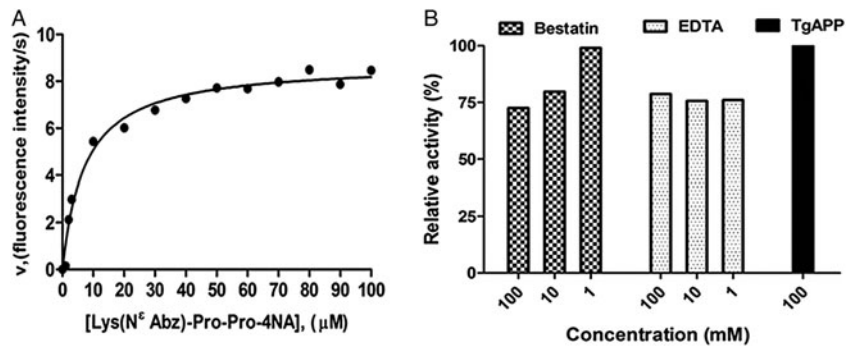 A
v,(fluorescence intensity/s)
10
8
6
4
2
0
0 10 20 30 40 50 60 70 80 90 100
[Lys(Nᵋ Abz)-Pro-Pro-4NA], (μM)
B
Bestatin EDTA TgAPP
Relative activity (%)
100
75
50
25
0
100 10 1 100 10 1 100
Concentration (mM)